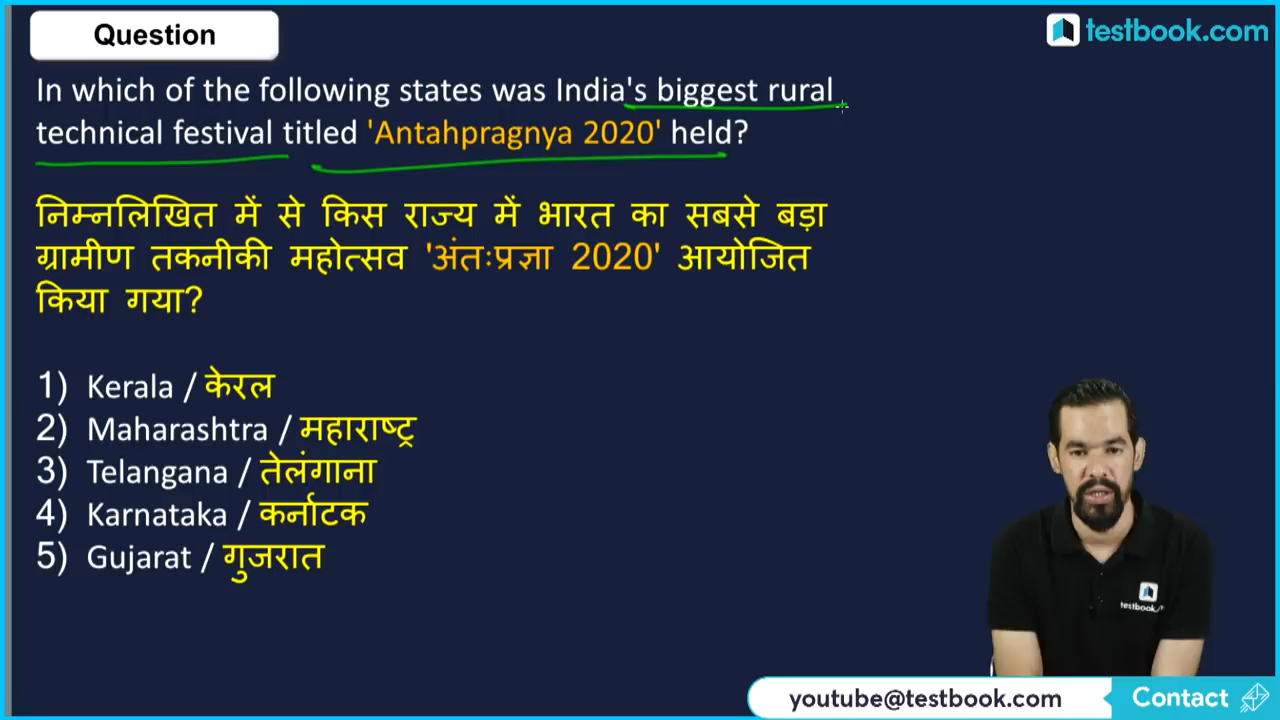 Question
testbook.com
In which of the following states was India's biggest rural
technical festival titled 'Antahpragnya 2020' held?
निम्नलिखित में से किस राज्य में भारत का सबसे बड़ा
ग्रामीण तकनीकी महोत्सव 'अंतःप्रज्ञा 2020' आयोजित
किया गया?
1) Kerala / केरल
2) Maharashtra / महाराष्ट्र
3) Telangana / तेलंगाना
4) Karnataka / कर्नाटक
5) Gujarat / गुजरात
testbook
youtube@testbook.com
Contact